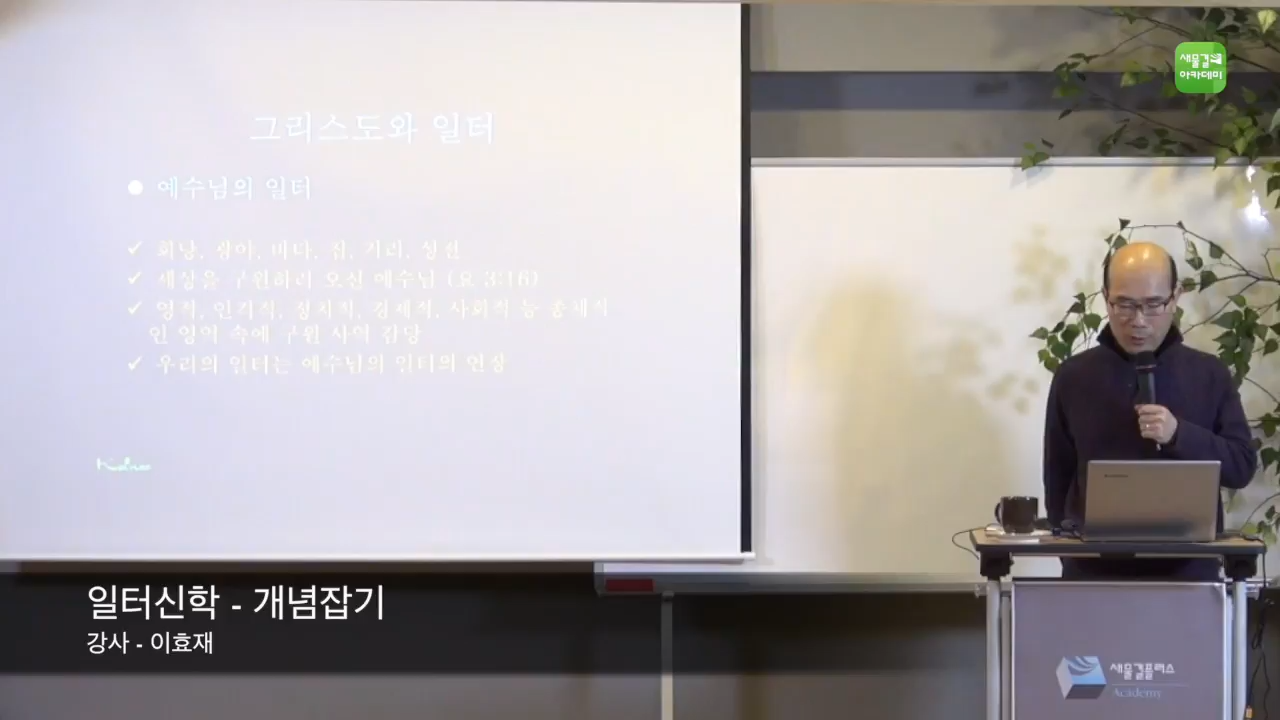 그리스도와 일터
● 예수님의 일터
✓ 회당, 광야, 바다, 집, 거리, 성전
✓ 세상을 구원하러 오신 예수님 (요 3:16)
✓ 영적, 인격적, 정치적, 경제적, 사회적 등 총체적
인 영역 속에 구원 사역 감당
✓ 우리의 일터는 예수님의 일터의 연장
새물결
아카데미
일터신학 - 개념잡기
강사 - 이효재
새물결플러스
Academy